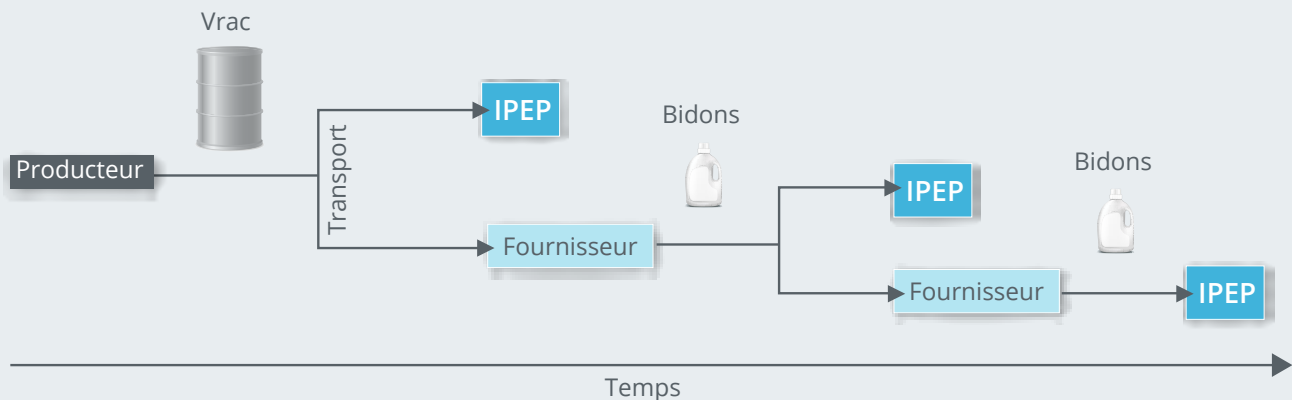 Vrac
Producteur
Transport
IPEP
Fournisseur
Bidons
IPEP
Fournisseur
Bidons
IPEP
Temps